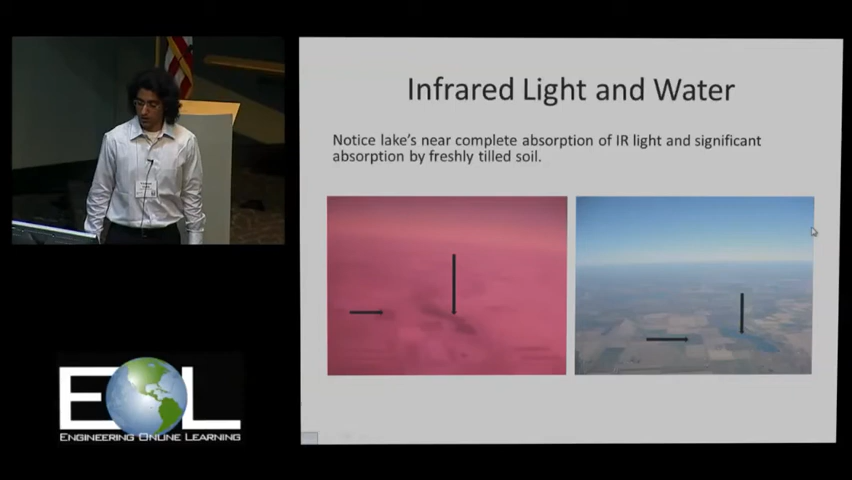 Infrared Light and Water
Notice lake's near complete absorption of IR light and significant
absorption by freshly tilled soil.
EOL
ENGINEERING ONLINE LEARNING